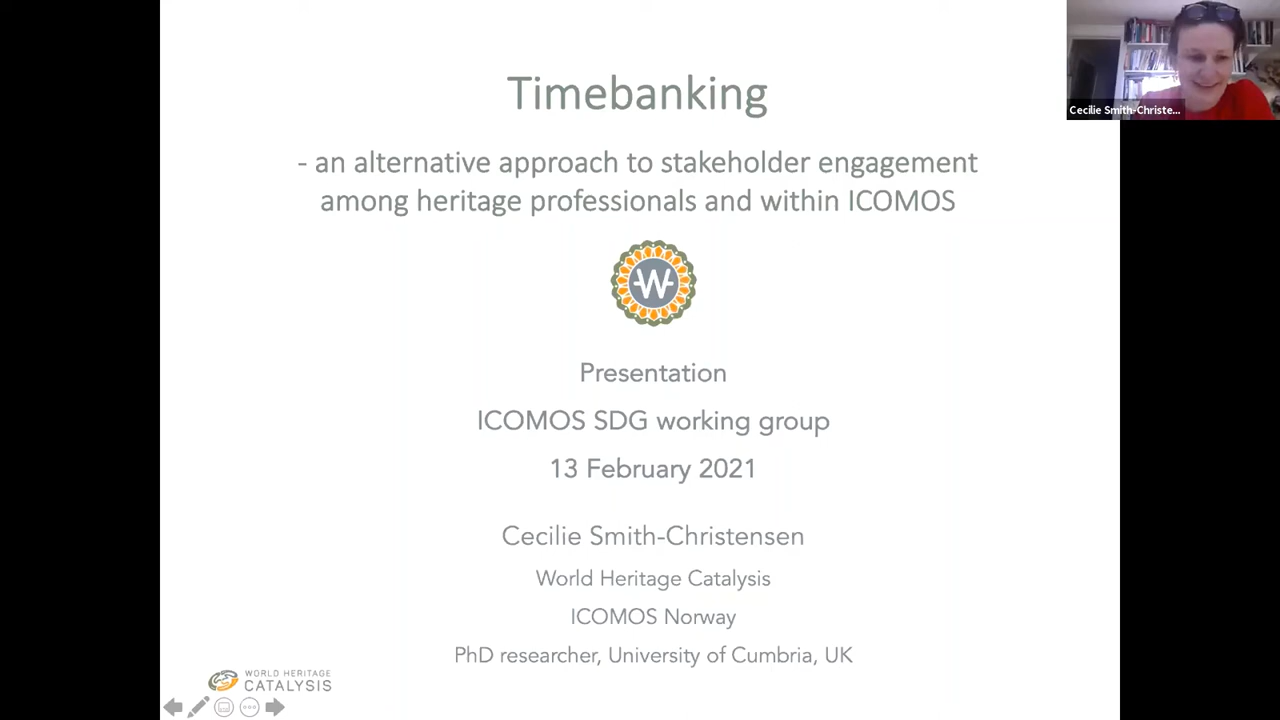 Timebanking
- an alternative approach to stakeholder engagement
among heritage professionals and within ICOMOS
W
Presentation
ICOMOS SDG working group
13 February 2021
Cecilie Smith-Christensen
World Heritage Catalysis
ICOMOS Norway
PhD researcher, University of Cumbria, UK
WORLD HERITAGE
CATALYSIS
Cecilie Smith-Christe...